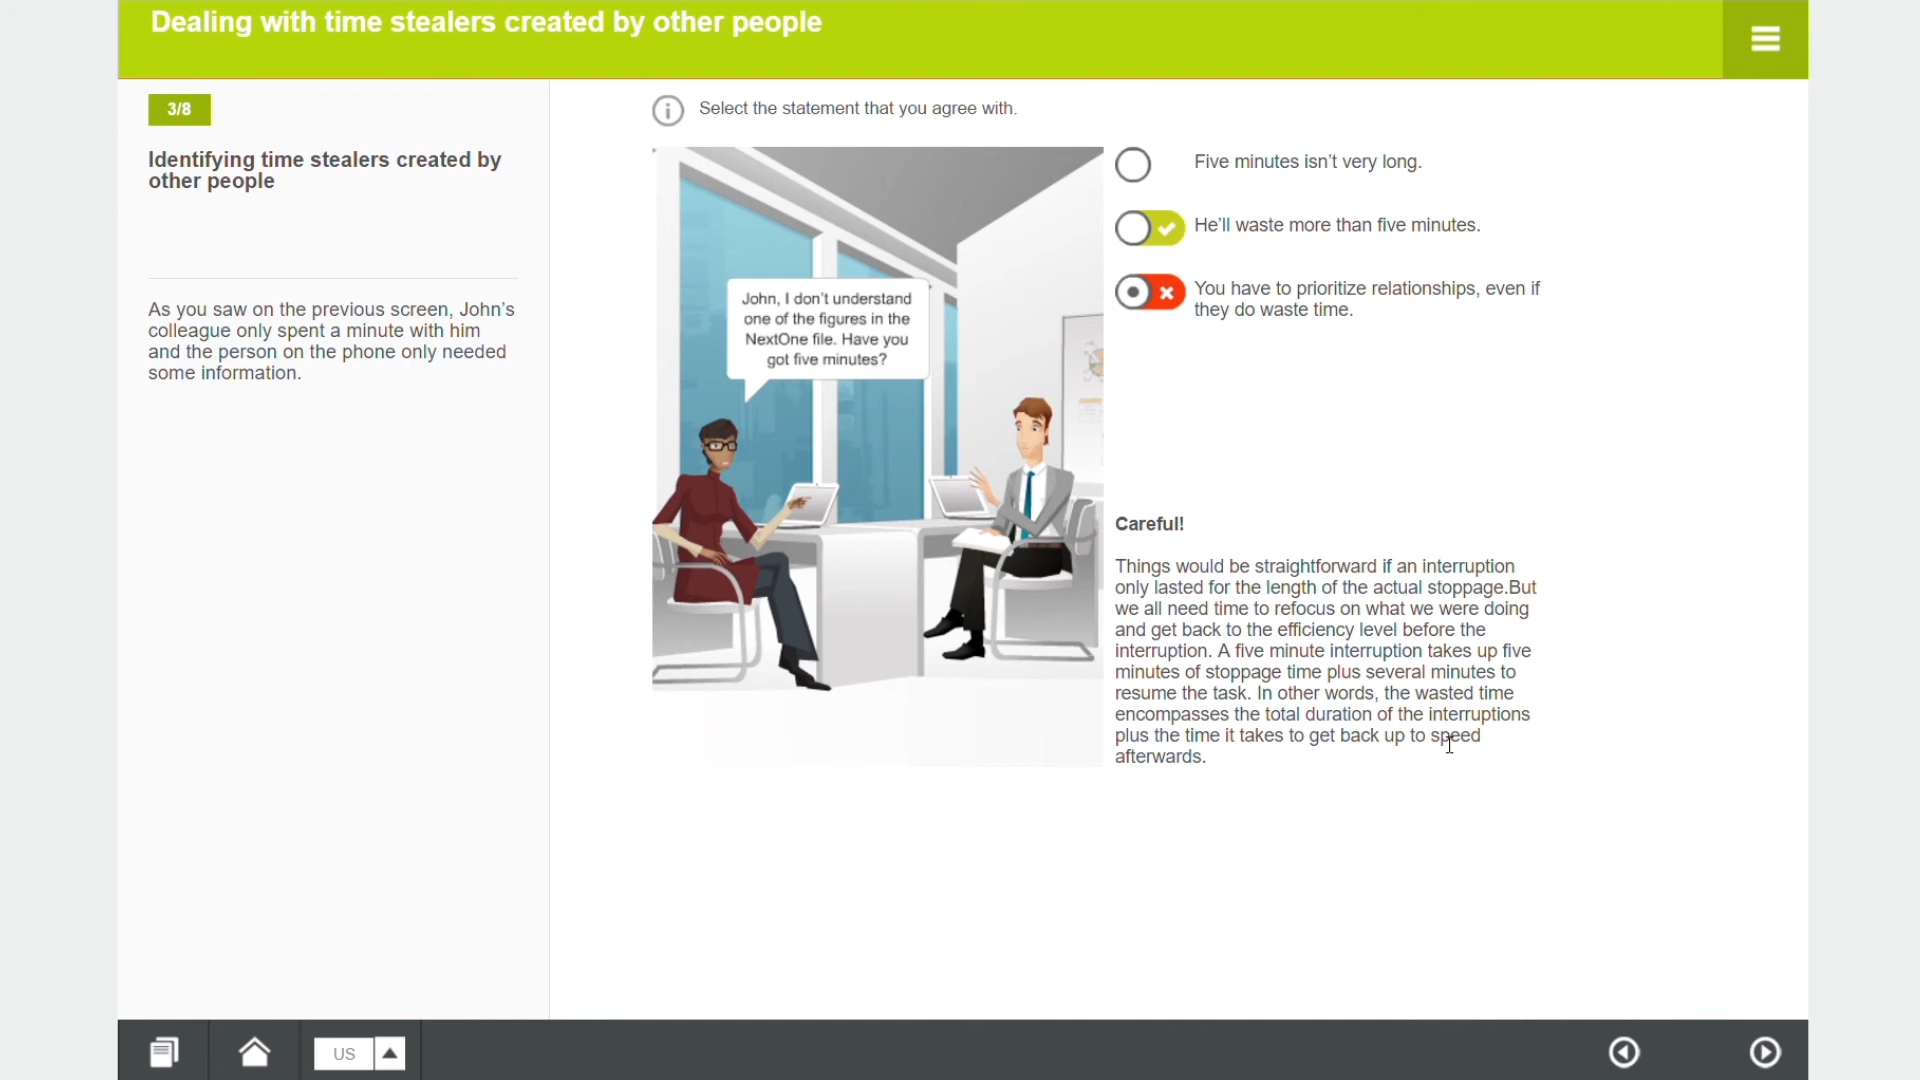 Dealing with time stealers created by other people
3/8
Identifying time stealers created by
other people
As you saw on the previous screen, John's
colleague only spent a minute with him
and the person on the phone only needed
some information.
Select the statement that you agree with.
John, I don't understand
one of the figures in the
NextOne file. Have you
got five minutes?
Five minutes isn't very long.
He'll waste more than five minutes.
You have to prioritize relationships, even if
they do waste time.
Careful!
Things would be straightforward if an interruption
only lasted for the length of the actual stoppage.But
we all need time to refocus on what we were doing
and get back to the efficiency level before the
interruption. A five minute interruption takes up five
minutes of stoppage time plus several minutes to
resume the task. In other words, the wasted time
encompasses the total duration of the interruptions
plus the time it takes to get back up to speed
afterwards.
US